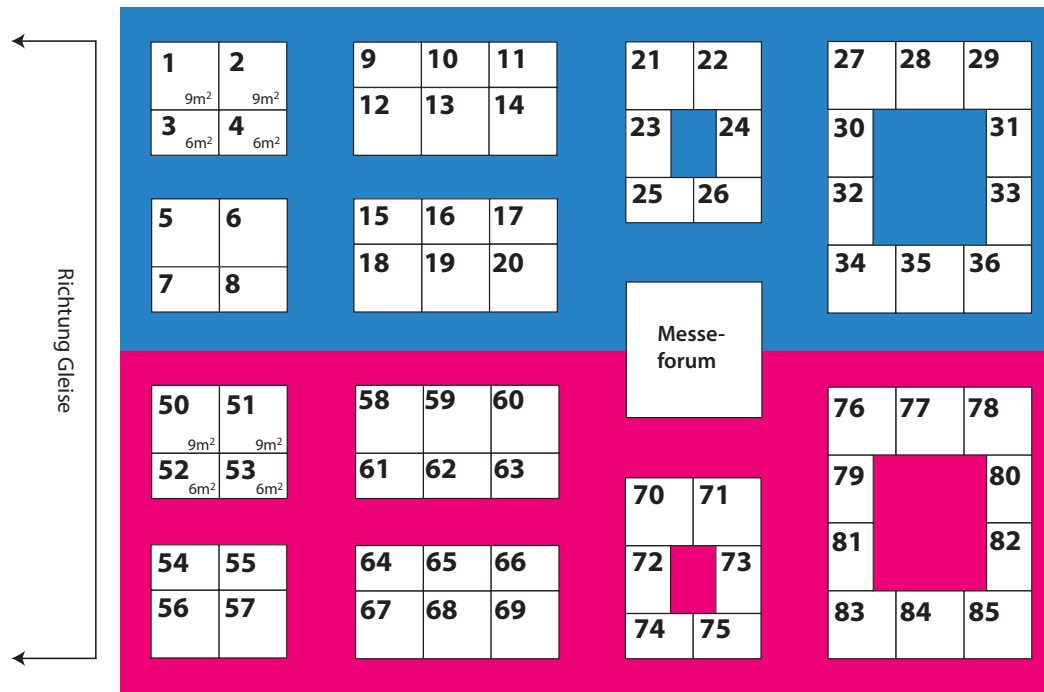 1 2
9m² 9m²
3 4
6m² 6m²
9 10 11
12 13 14
21 22
23 24
25 26
27 28 29
30 31
32 33
34 35 36
5 6
7 8
15 16 17
18 19 20
Richtung Gleise
Messe-
forum
50 51
9m² 9m²
52 53
6m² 6m²
58 59 60
61 62 63
70 71
72 73
74 75
76 77 78
79 80
81 82
83 84 85
54 55
56 57
64 65 66
67 68 69